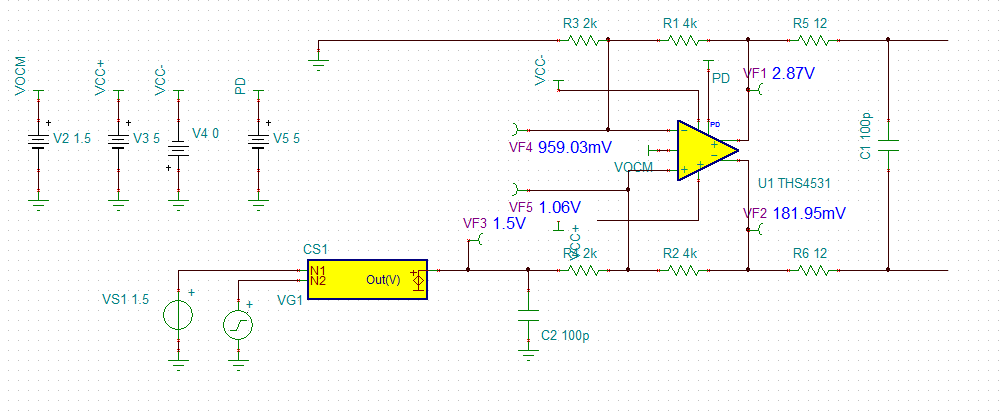 R3 2k
R1 4k
R5 12
VOCM
VCC+
VCC-
PD
VCC-
PD
VF1 2.87V
V2 1.5
V3 5
V4 0
V5 5
PD
C1 100p
VF4 959.03mV
VOCM
U1 THS4531
VF5 1.06V
VF2 181.95mV
VF3 1.5V
VCC+
CS1
R4 2k
R2 4k
R6 12
N1
N2
Out(V)
VS1 1.5
VG1
C2 100p